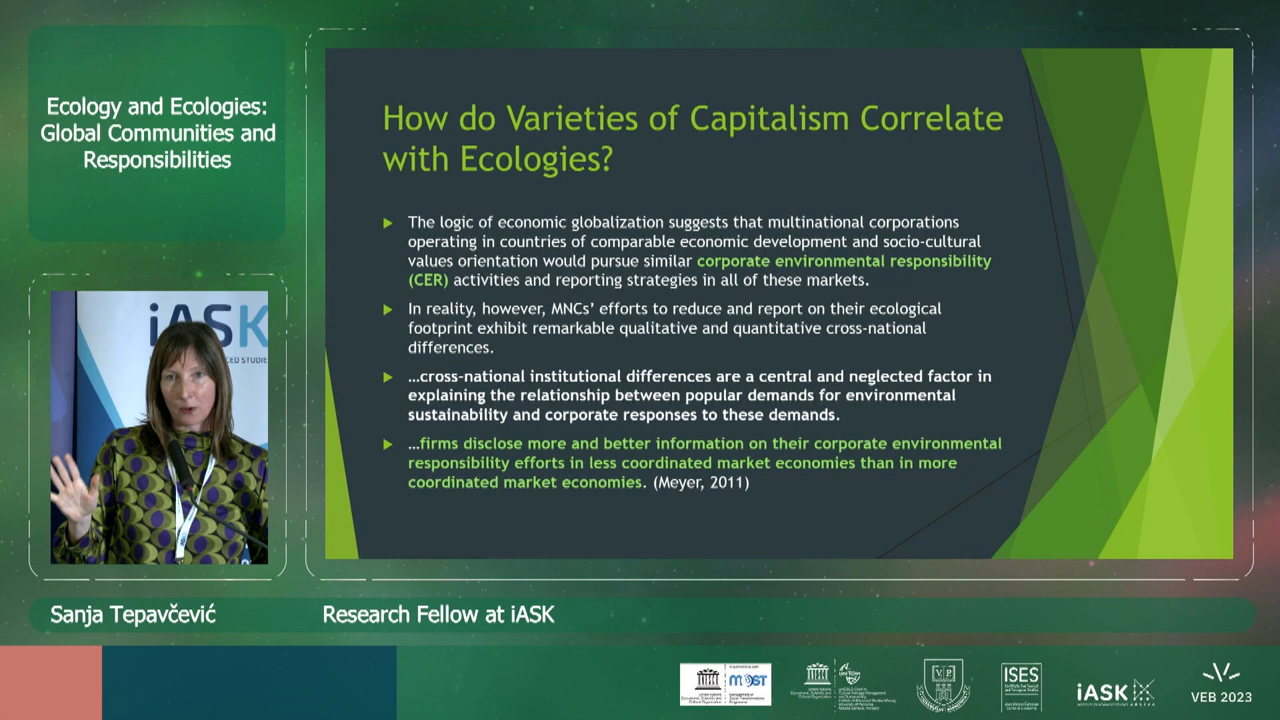 Ecology and Ecologies:
Global Communities and
Responsibilities
How do Varieties of Capitalism Correlate
with Ecologies?
The logic of economic globalization suggests that multinational corporations
operating in countries of comparable economic development and socio-cultural
values orientation would pursue similar corporate environmental responsibility
(CER) activities and reporting strategies in all of these markets.
In reality, however, MNCs’ efforts to reduce and report on their ecological
footprint exhibit remarkable qualitative and quantitative cross-national
differences.
…cross-national institutional differences are a central and neglected factor in
explaining the relationship between popular demands for environmental
sustainability and corporate responses to these demands.
…firms disclose more and better information on their corporate environmental
responsibility efforts in less coordinated market economies than in more
coordinated market economies. (Meyer, 2011)
iASK
Sanja Tepavčević
Research Fellow at iASK
MOST
ISES
iASK
VEB 2023